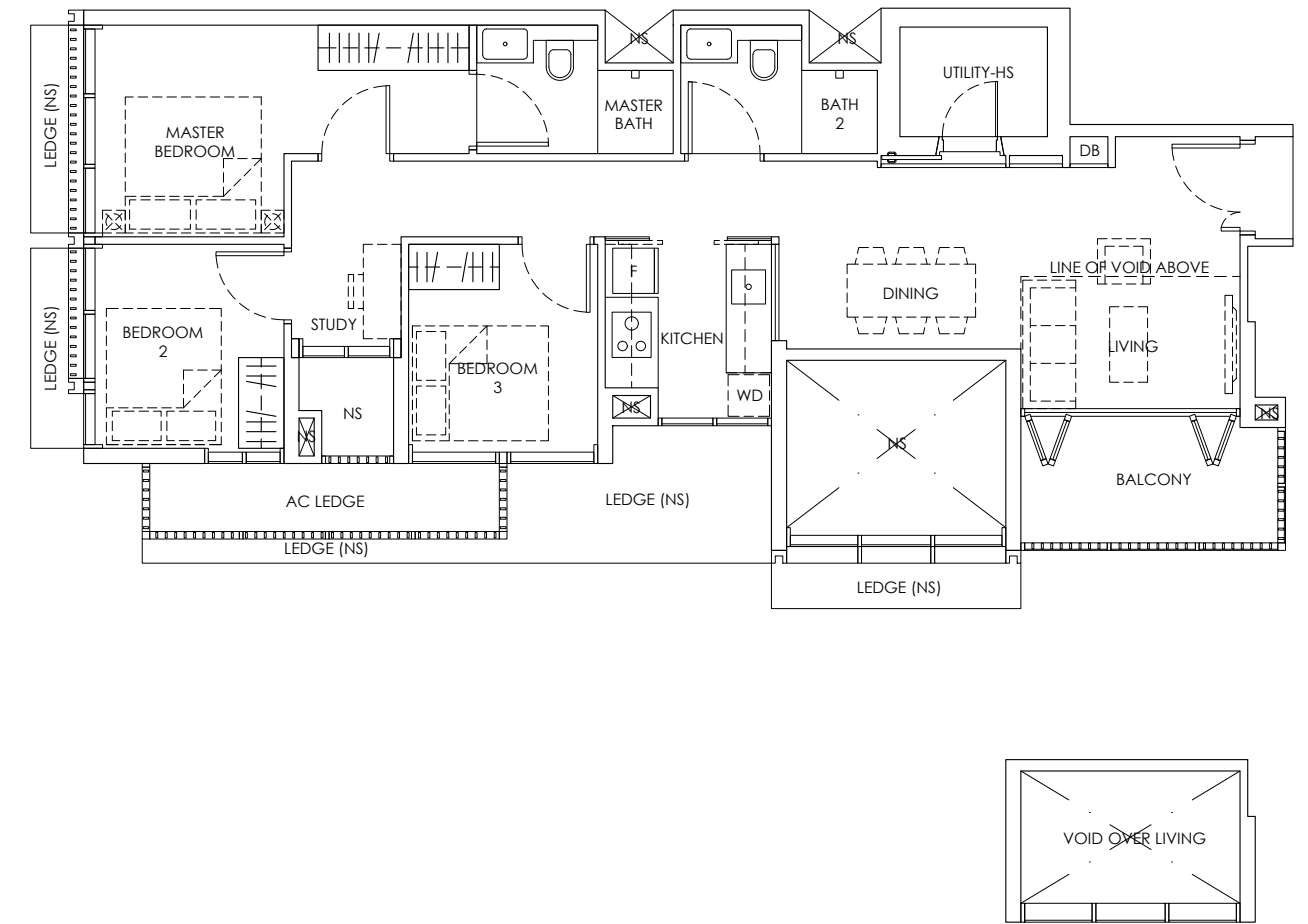 NS
NS
UTILITY-HS
LEDGE (NS)
MASTER
BEDROOM
MASTER
BATH
BATH
2
DB
LINE OF VOID ABOVE
F
DINING
LEDGE (NS)
BEDROOM
2
STUDY
KITCHEN
LIVING
BEDROOM
3
WD
NS
NS
NS
NS
NS
BALCONY
AC LEDGE
LEDGE (NS)
LEDGE (NS)
LEDGE (NS)
VOID OVER LIVING